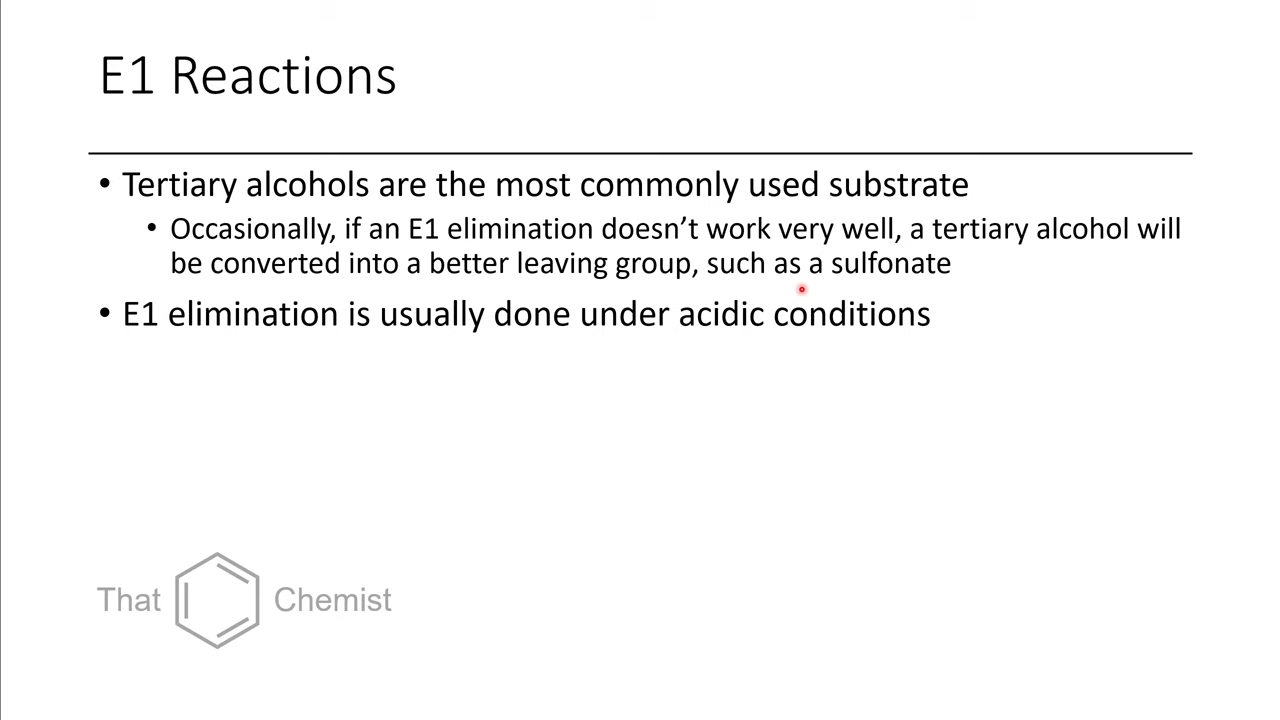 E1 Reactions
• Tertiary alcohols are the most commonly used substrate
• Occasionally, if an E1 elimination doesn’t work very well, a tertiary alcohol will
be converted into a better leaving group, such as a sulfonate
• E1 elimination is usually done under acidic conditions
That Chemist